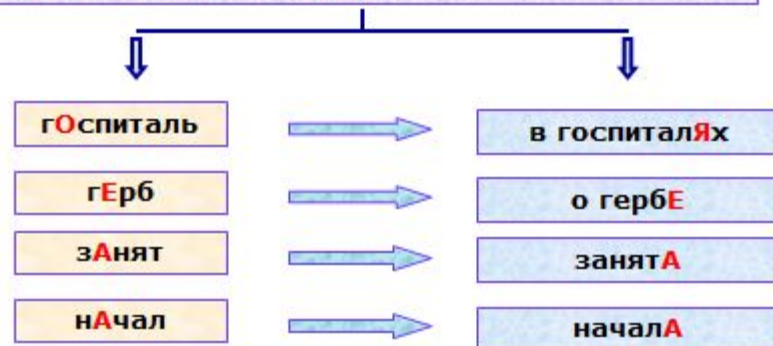 гОспиталь
в госпиталЯх
гЕрб
о гербЕ
зАнят
занятА
нАчал
началА